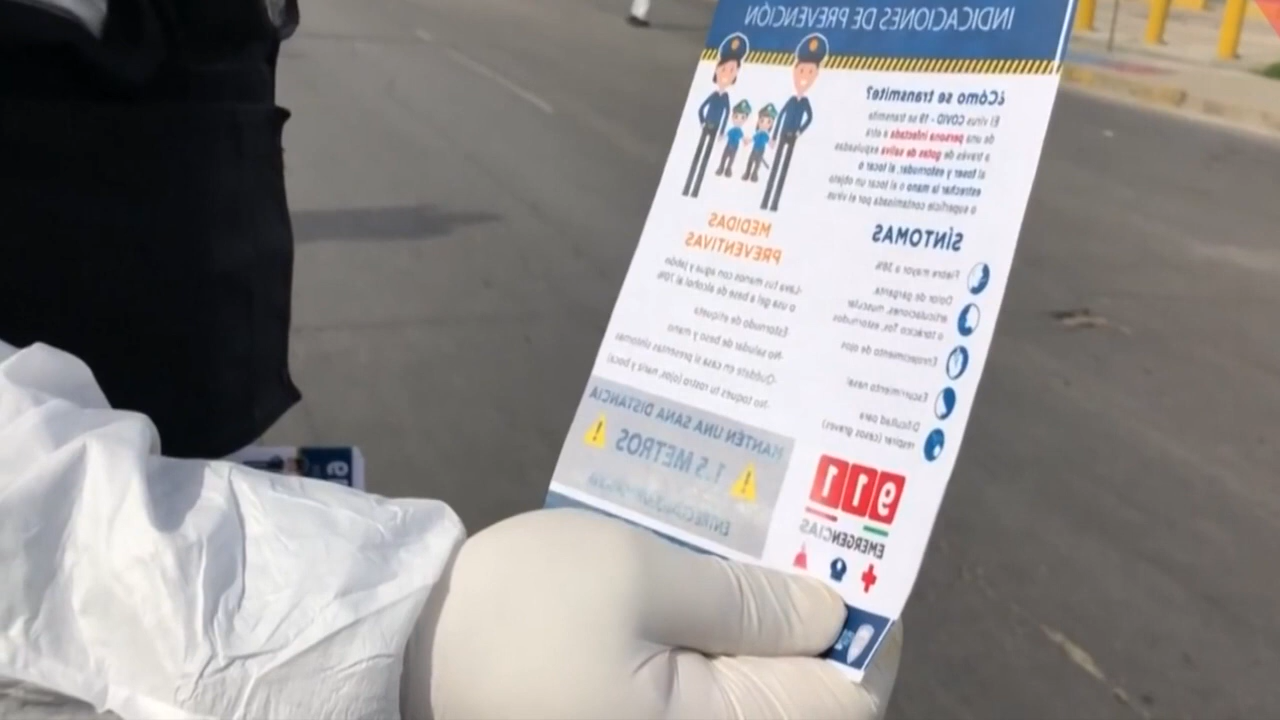 INDICACIONES DE PREVENCIÓN
¿Cómo se transmite?
El virus COVID - 19 se transmite
de una persona infectada a otra
a través de gotas de saliva expulsadas
al toser y estornudar, al tocar o
estrechar la mano o al tocar un objeto
o superficie contaminada por el virus
SÍNTOMAS
Fiebre mayor a 38%
Dolor de garganta,
articulaciones, muscular
o torácico, Tos, estornudos
Enrojecimiento de ojos
Escurrimiento nasal
Dificultad para
respirar (casos graves)
911
EMERGENCIAS
MEDIDAS
PREVENTIVAS
-Lava tus manos con agua y jabón
o usa gel a base de alcohol al 70%
Estornudo de etiqueta
No saludar de beso y mano
-Quédate en casa si presentas síntomas
-No toques tu rostro (ojos, nariz y boca)
MANTÉN UNA SANA DISTANCIA
1.5 METROS
ENTRE CADA